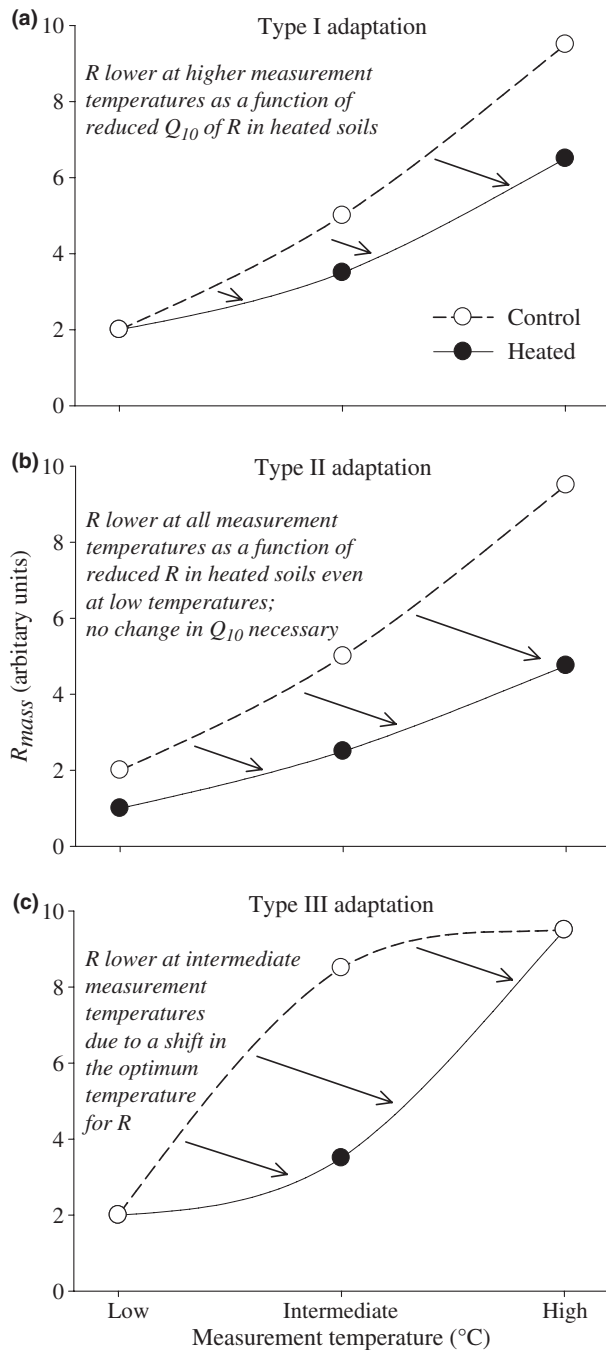 (a)
Type I adaptation
R lower at higher measurement
temperatures as a function of
reduced Q10 of R in heated soils
10
8
6
4
2
0
Control
Heated
(b)
Type II adaptation
R lower at all measurement
temperatures as a function of
reduced R in heated soils even
at low temperatures;
no change in Q10 necessary
10
8
6
4
2
0
Rmass (arbitary units)
(c)
Type III adaptation
R lower at intermediate
measurement
temperatures
due to a shift in
the optimum
temperature
for R
10
8
6
4
2
0
Low Intermediate High
Measurement temperature (°C)